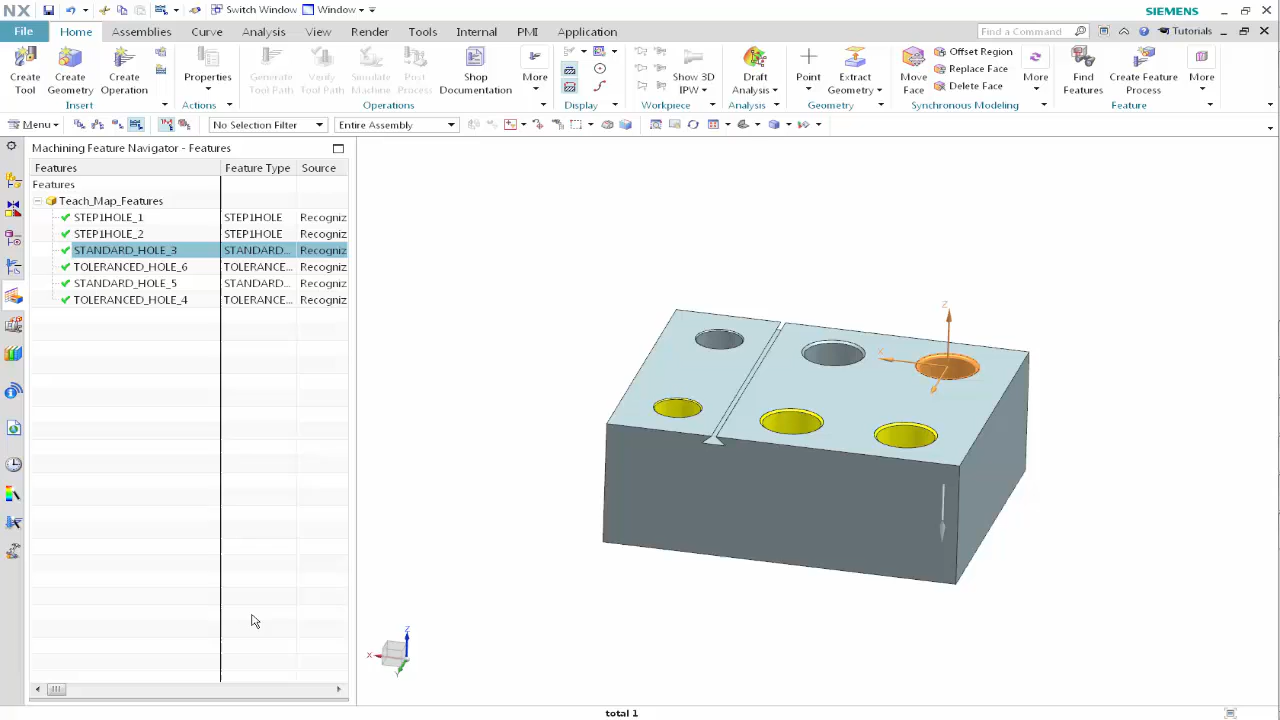 NX Switch Window Window SIEMENS
File Home Assemblies Curve Analysis View Render Tools Internal PMI Application Find a Command Tutorials
Create Tool Create Geometry Create Operation Properties Generate Tool Path Verify Tool Path Simulate Machine Post Process Shop Documentation More Show 3D IPW Draft Analysis Point Extract Geometry Move Face Offset Region Replace Face Delete Face More Find Features Create Feature Process More
Insert Actions Operations Display Workpiece Analysis Geometry Synchronous Modeling Feature
Menu No Selection Filter Entire Assembly
Machining Feature Navigator - Features
Features Feature Type Source
Features
Teach_Map_Features
STEP1HOLE_1 STEP1HOLE Recogniz
STEP1HOLE_2 STEP1HOLE Recogniz
STANDARD_HOLE_3 STANDARD... Recogniz
TOLERANCED_HOLE_6 TOLERANCE... Recogniz
STANDARD_HOLE_5 STANDARD... Recogniz
TOLERANCED_HOLE_4 TOLERANCE... Recogniz
Z
X
Z
X
Y
total 1